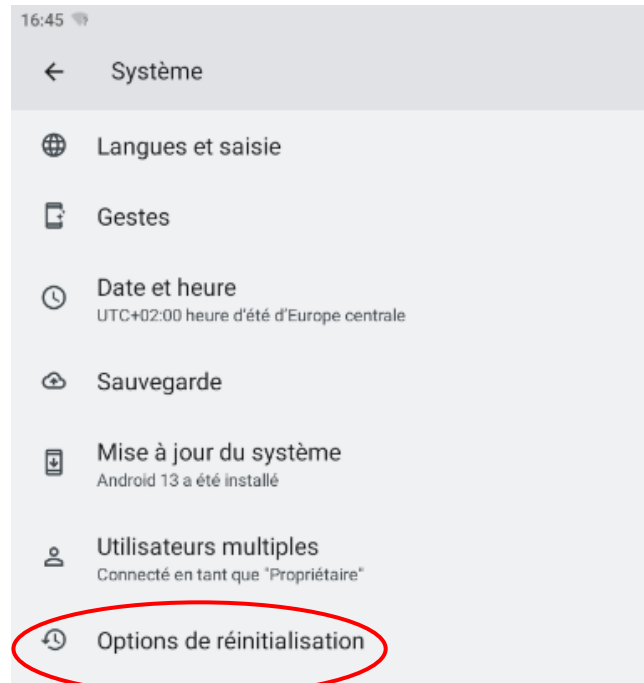 16:45
Système
Langues et saisie
Gestes
Date et heure
UTC+02:00 heure d'été d'Europe centrale
Sauvegarde
Mise à jour du système
Android 13 a été installé
Utilisateurs multiples
Connecté en tant que "Propriétaire"
Options de réinitialisation